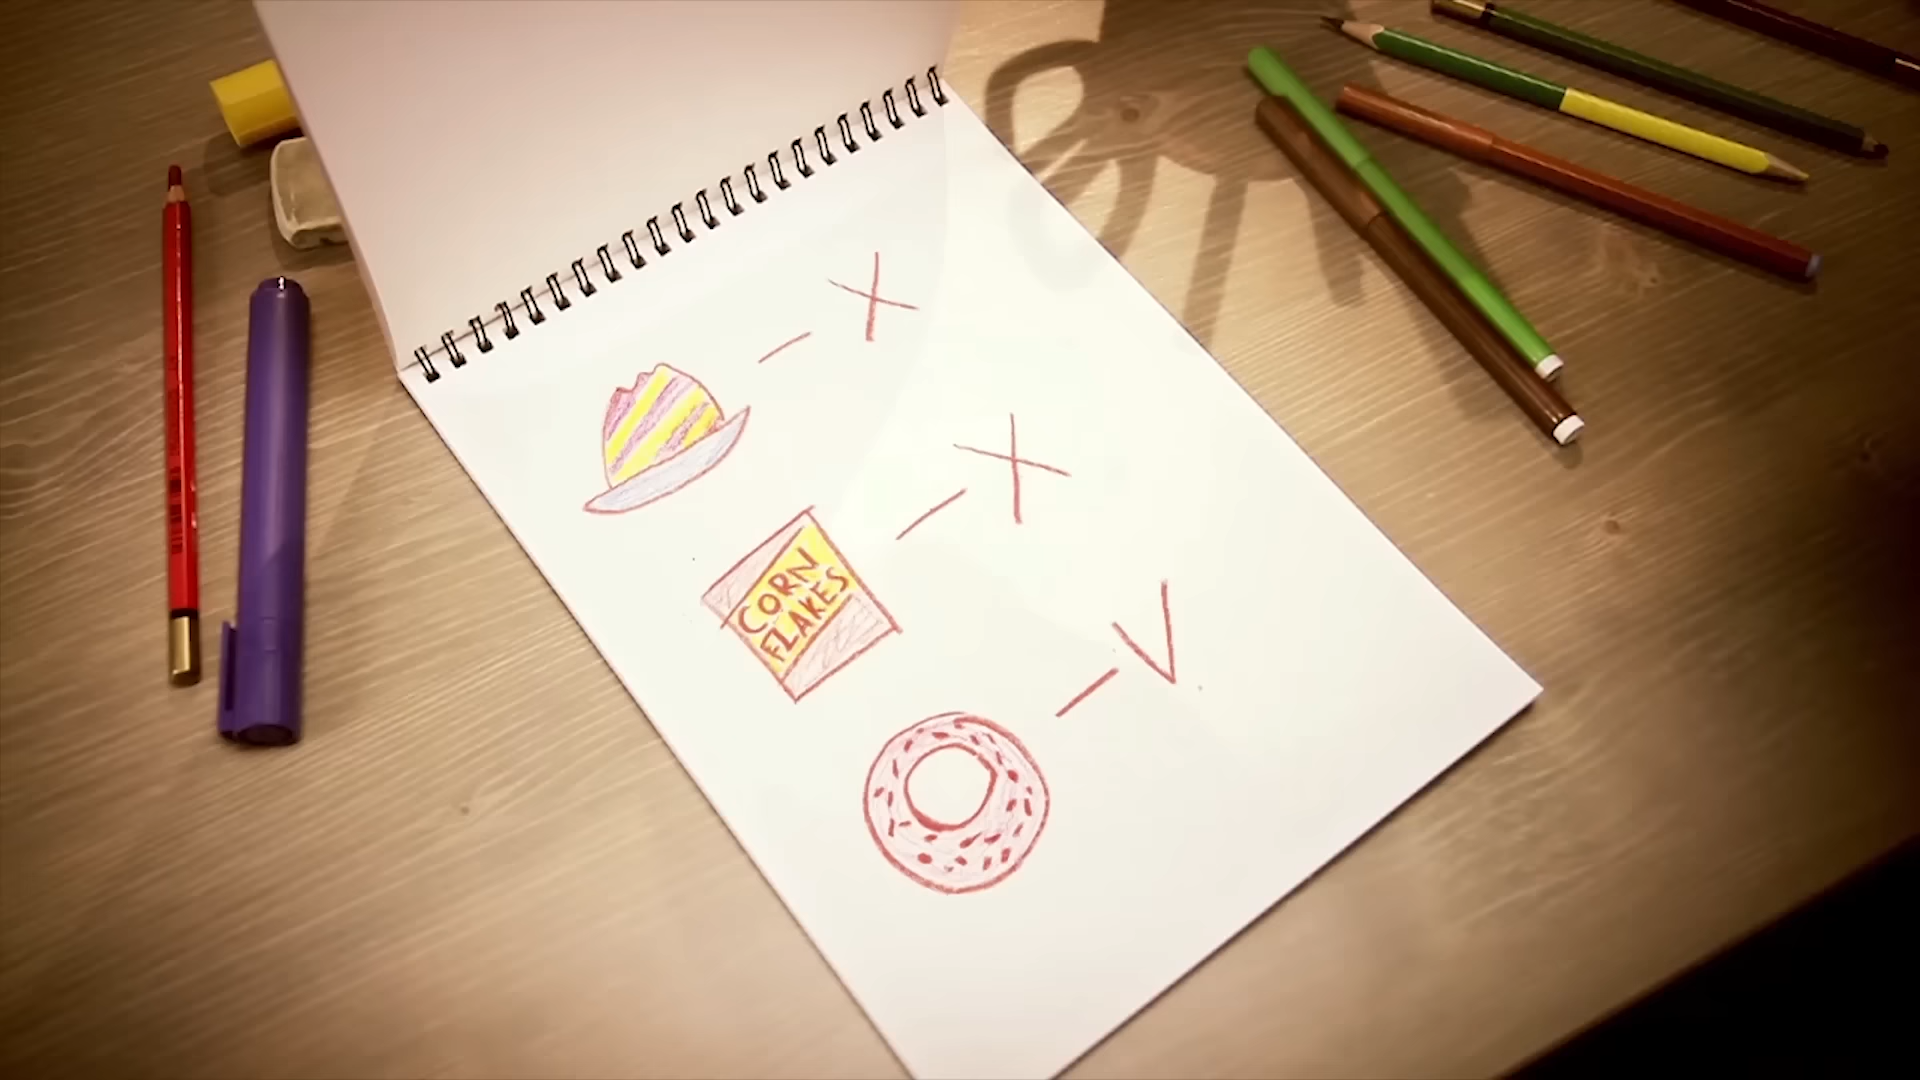 - X
- X
CORN
FLAKES
- V